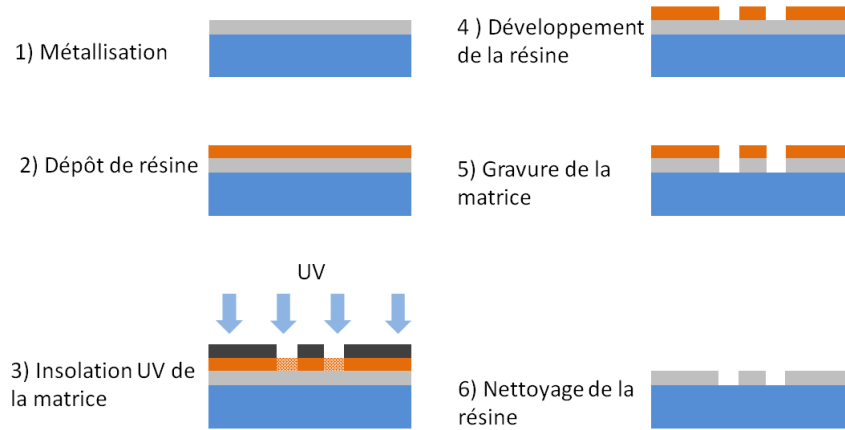 1) Métallisation
2) Dépôt de résine
UV
3) Insolation UV de
la matrice
4 ) Développement
de la résine
5) Gravure de la
matrice
6) Nettoyage de la
résine